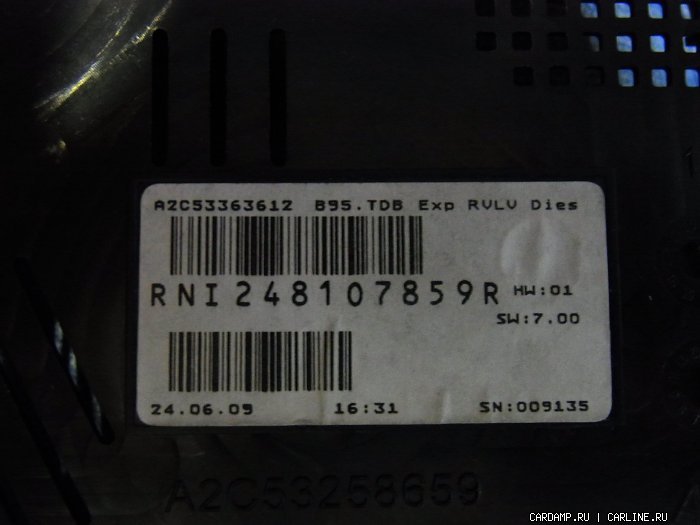 A2C53363612 B95.TDB Exp RVLV Dies
RNI248107859R HW:01
SW:7.00
24.06.09 16:31 SN:009135
A2C53258659
CARDAMP.RU | CARLINE.RU